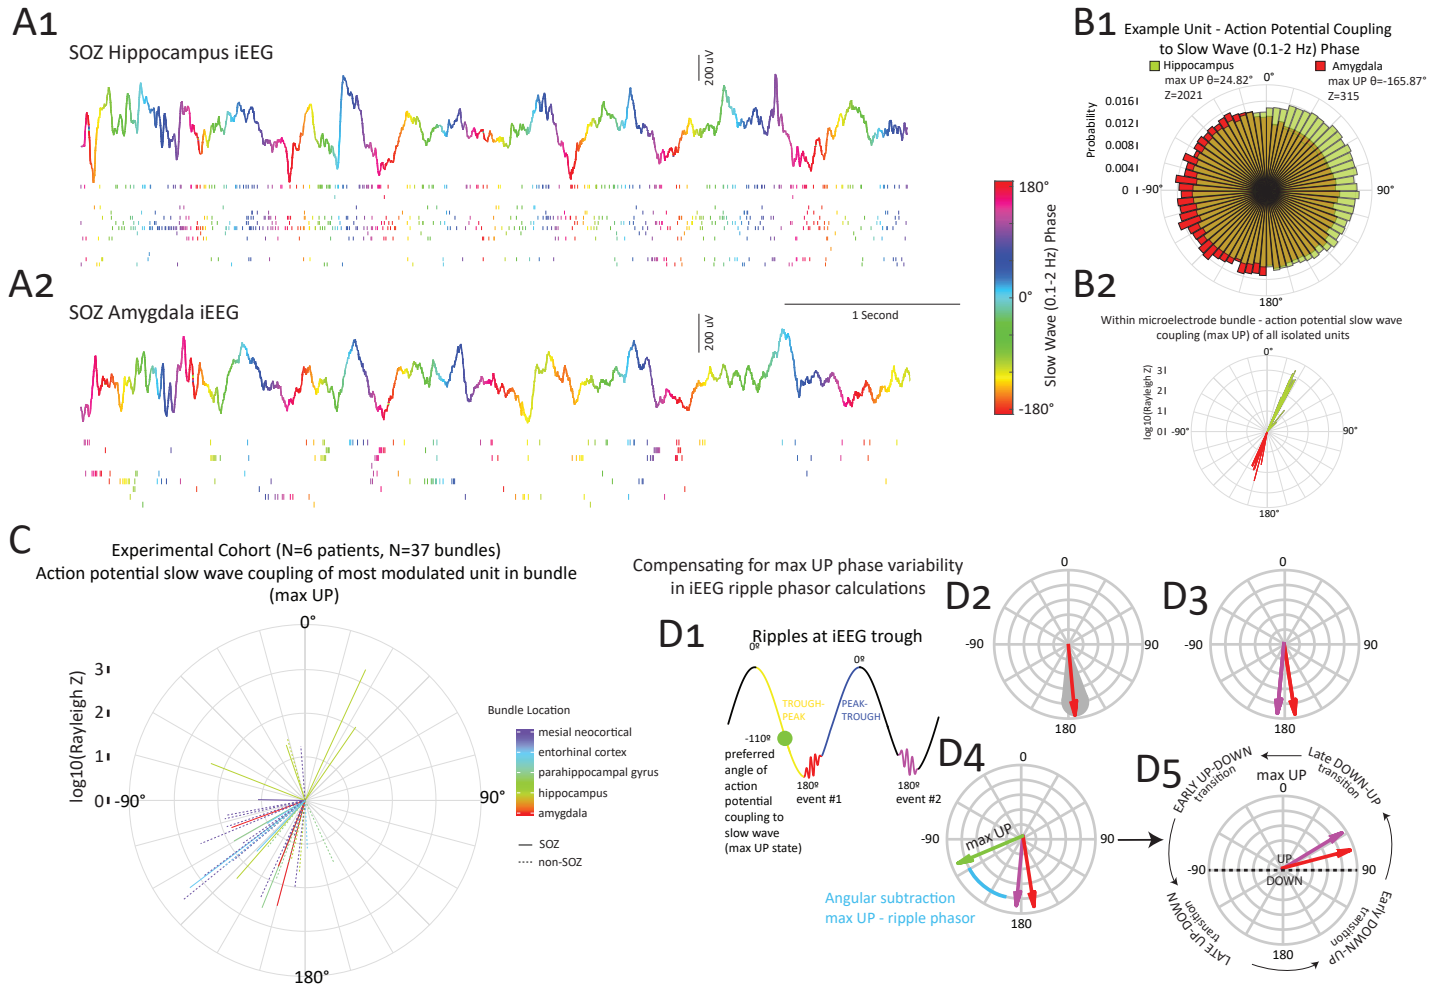 A1
SOZ Hippocampus iEEG
200 uV
A2
SOZ Amygdala iEEG
200 uV
1 Second
180°
0°
-180°
Slow Wave (0.1-2 Hz) Phase
B1
Example Unit - Action Potential Coupling
to Slow Wave (0.1-2 Hz) Phase
Hippocampus
max UP θ=24.82°
Z=2021
0°
Amygdala
max UP θ=-165.87°
Z=315
Probability
0.016
0.012
0.008
0.004
0
-90°
90°
180°
B2
Within microelectrode bundle - action potential slow wave
coupling (max UP) of all isolated units
0°
log10(Rayleigh Z)
3
2
1
0
-90°
90°
180°
C
Experimental Cohort (N=6 patients, N=37 bundles)
Action potential slow wave coupling of most modulated unit in bundle
(max UP)
0°
log10(Rayleigh Z)
3
2
1
0
-90°
90°
180°
Bundle Location
mesial neocortical
entorhinal cortex
parahippocampal gyrus
hippocampus
amygdala
SOZ
non-SOZ
Compensating for max UP phase variability
in iEEG ripple phasor calculations
D1
Ripples at iEEG trough
0º
0º
TROUGH-
PEAK
PEAK-
TROUGH
-110º
preferred
angle of
action
potential
coupling to
slow wave
(max UP state)
180º
event #1
180º
event #2
D2
0
-90
90
180
D3
0
-90
90
180
D4
0
-90
90
180
max UP
Angular subtraction
max UP - ripple phasor
D5
EARLY UP-DOWN
transition
Late DOWN-UP
transition
max UP
0
-90
90
UP
DOWN
180
LATE UP-DOWN
transition
Early DOWN-UP
transition